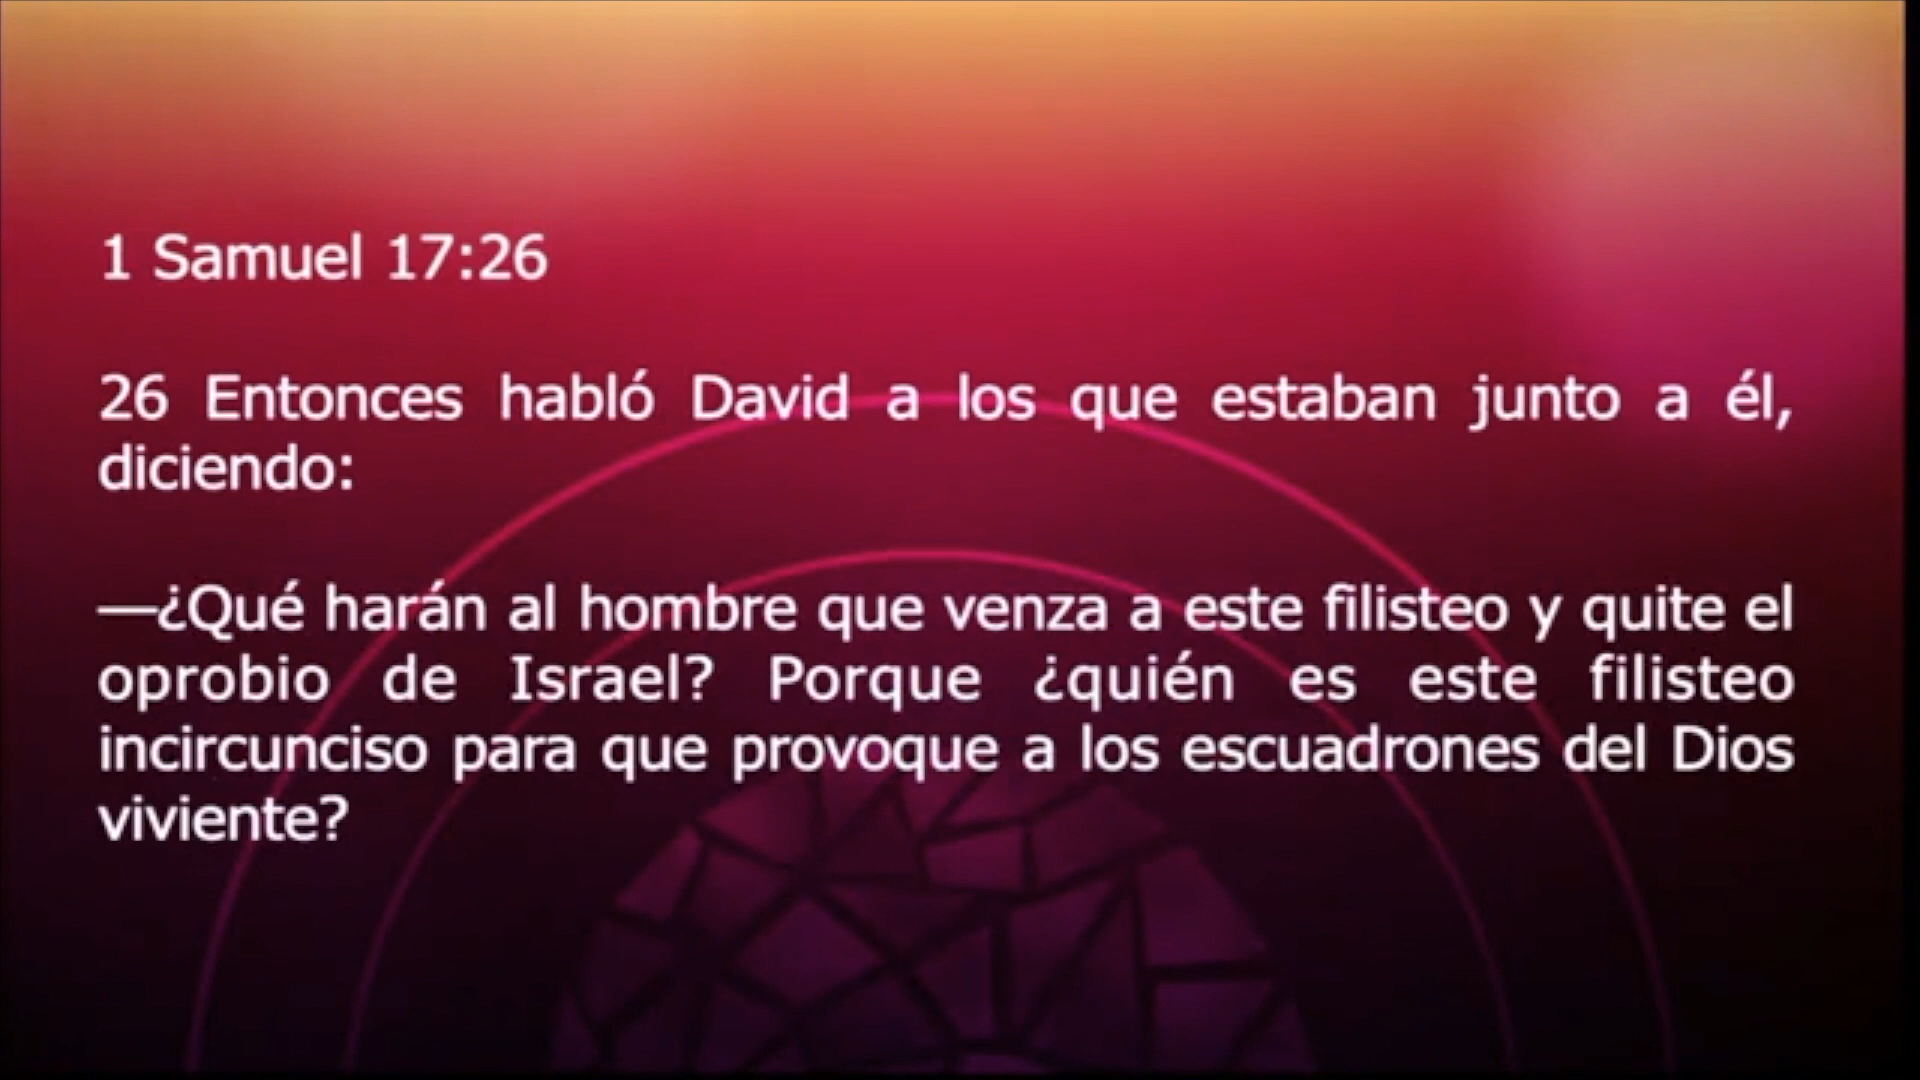 1 Samuel 17:26
26 Entonces habló David a los que estaban junto a él,
diciendo:
—¿Qué harán al hombre que venza a este filisteo y quite el
oprobio de Israel? Porque ¿quién es este filisteo
incircunciso para que provoque a los escuadrones del Dios
viviente?